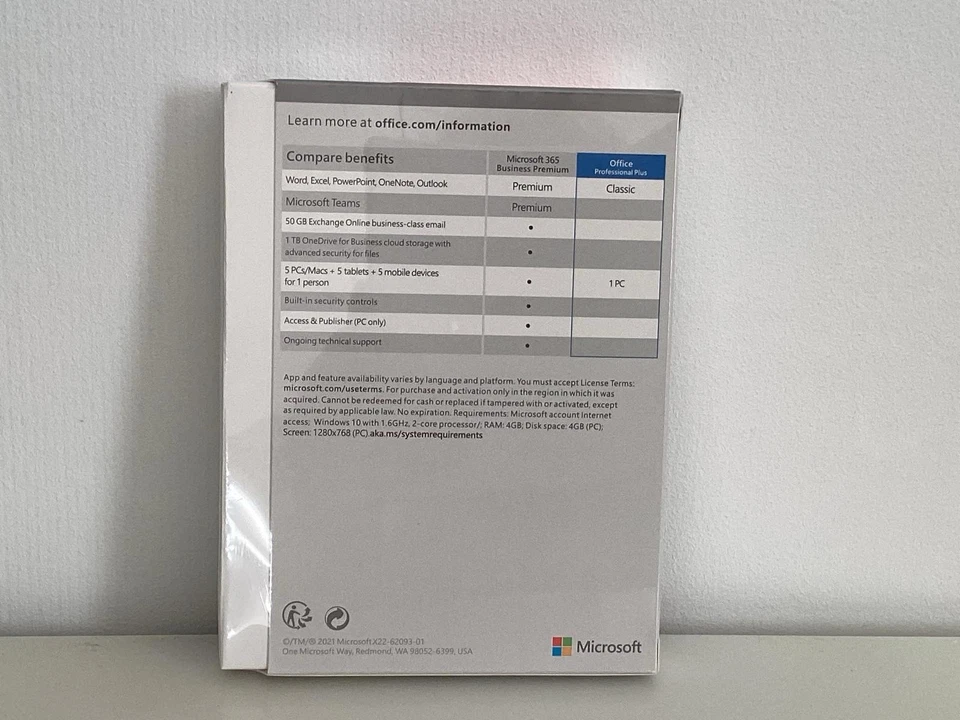 Learn more at office.com/information
Compare benefits
Microsoft 365
Business Premium
Office
Professional Plus
Word, Excel, PowerPoint, OneNote, Outlook Premium Classic
Microsoft Teams Premium
50 GB Exchange Online business-class email •
1 TB OneDrive for Business cloud storage with
advanced security for files •
5 PCs/Macs + 5 tablets + 5 mobile devices
for 1 person • 1 PC
Built-in security controls •
Access & Publisher (PC only) •
Ongoing technical support •
App and feature availability varies by language and platform. You must accept License Terms:
microsoft.com/useterms. For purchase and activation only in the region in which it was
acquired. Cannot be redeemed for cash or replaced if tampered with or activated, except
as required by applicable law. No expiration. Requirements: Microsoft account Internet
access; Windows 10 with 1.6GHz, 2-core processor/; RAM: 4GB; Disk space: 4GB (PC);
Screen: 1280x768 (PC).aka.ms/systemrequirements
©/TM/® 2021 Microsoft X22-62093-01
One Microsoft Way, Redmond, WA 98052-6399, USA
Microsoft